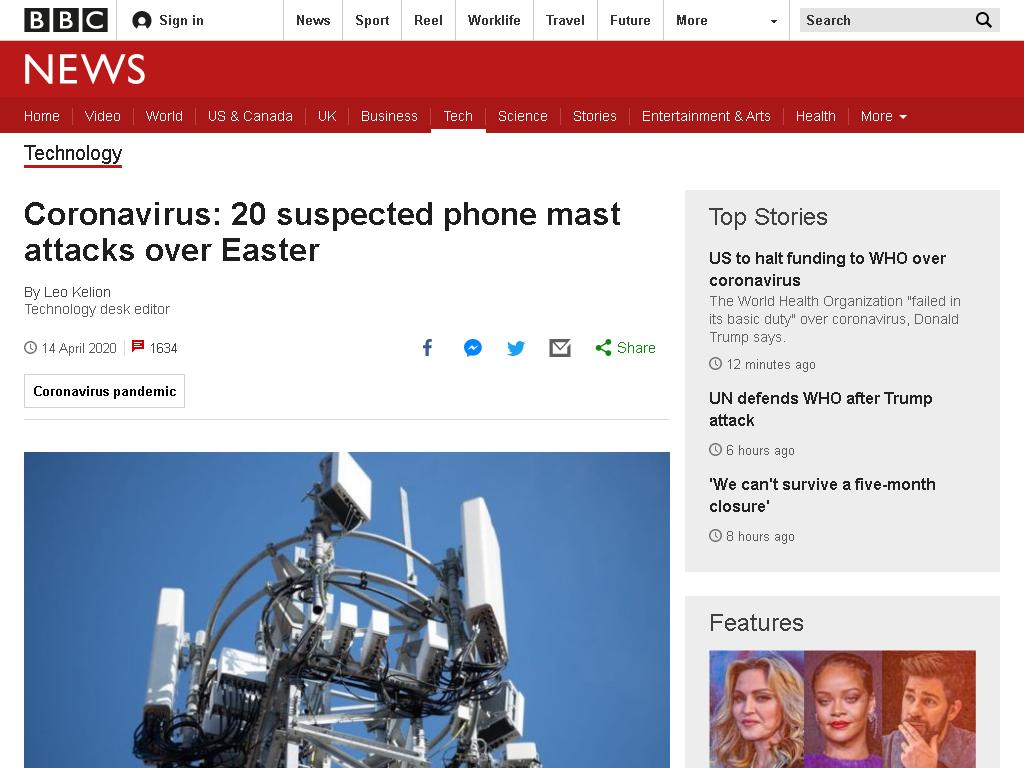 BBC
Sign in
News
Sport
Reel
Worklife
Travel
Future
More
Search
NEWS
Home
Video
World
US & Canada
UK
Business
Tech
Science
Stories
Entertainment & Arts
Health
More
Technology
Coronavirus: 20 suspected phone mast
attacks over Easter
By Leo Kelion
Technology desk editor
14 April 2020
1634
Share
Coronavirus pandemic
Top Stories
US to halt funding to WHO over
coronavirus
The World Health Organization "failed in
its basic duty" over coronavirus, Donald
Trump says.
12 minutes ago
UN defends WHO after Trump
attack
6 hours ago
'We can't survive a five-month
closure'
8 hours ago
Features